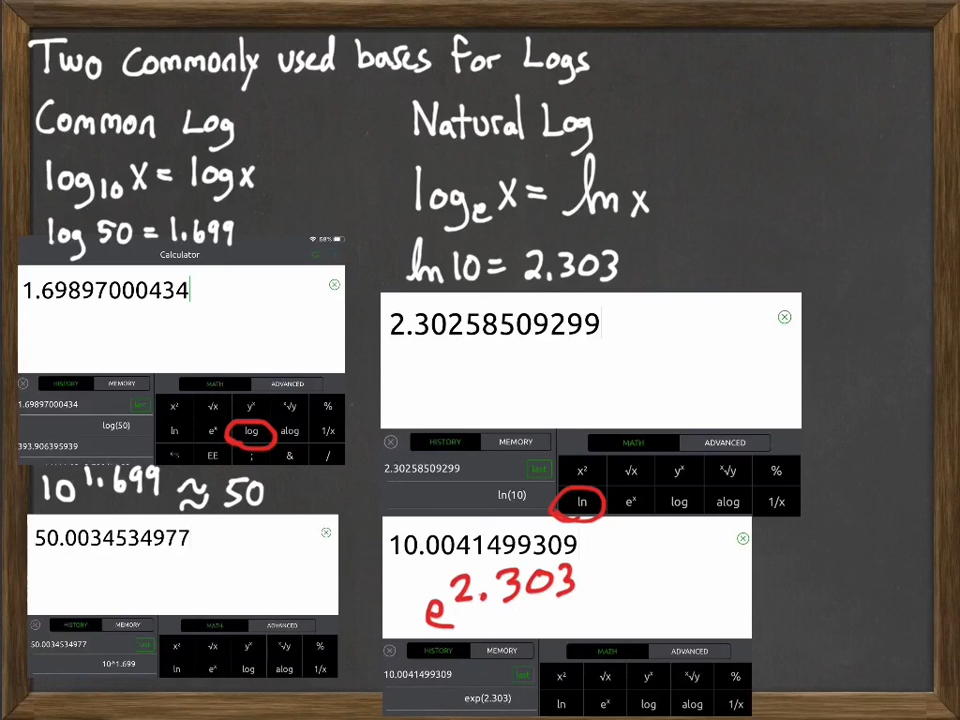 Two commonly used bases for Logs
Common Log
log₁₀ x = log x
log 50 = 1.699
58%
Calculator
1.69897000434
HISTORY MEMORY MATH ADVANCED
1.69897000434 last
log(50)
393.906395939
x² √x yˣ ˣ√y %
ln eˣ log alog 1/x
EE ; & /
10^1.699 ≈ 50
50.0034534977
HISTORY MEMORY MATH ADVANCED
50.0034534977 last
10^1.699
x² √x yˣ ˣ√y %
ln eˣ log alog 1/x
Natural Log
logₑ x = ln x
ln 10 = 2.303
2.30258509299
HISTORY MEMORY MATH ADVANCED
2.30258509299 last
ln(10)
x² √x yˣ ˣ√y %
ln eˣ log alog 1/x
10.0041499309
e^2.303
HISTORY MEMORY MATH ADVANCED
10.0041499309 last
exp(2.303)
x² √x yˣ ˣ√y %
ln eˣ log alog 1/x